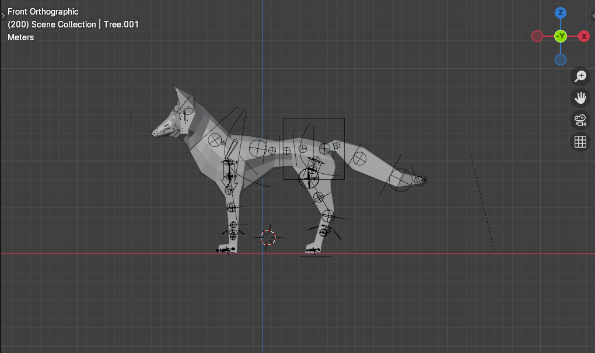 Front Orthographic
(200) Scene Collection | Tree.001
Meters
Z
-Y
X